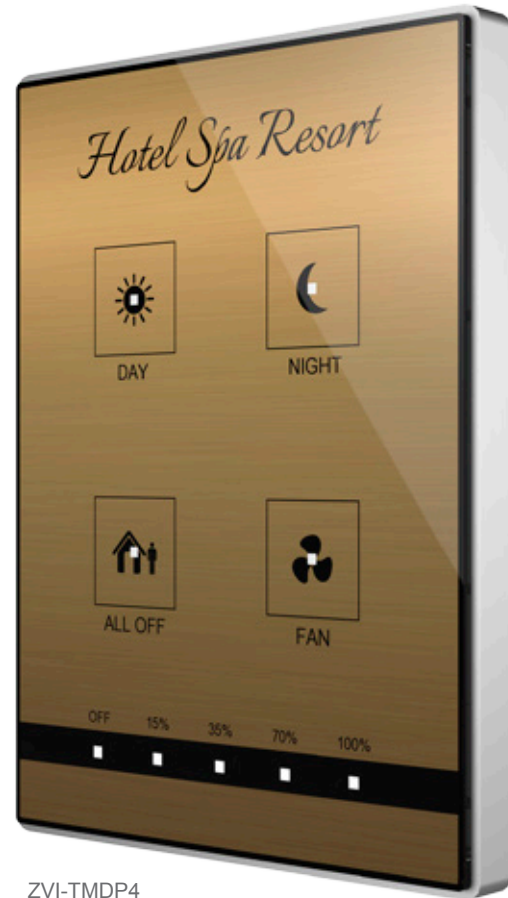 Hotel Spa Resort
DAY NIGHT
ALL OFF FAN
OFF 15% 35% 70% 100%
ZVI-TMDP4